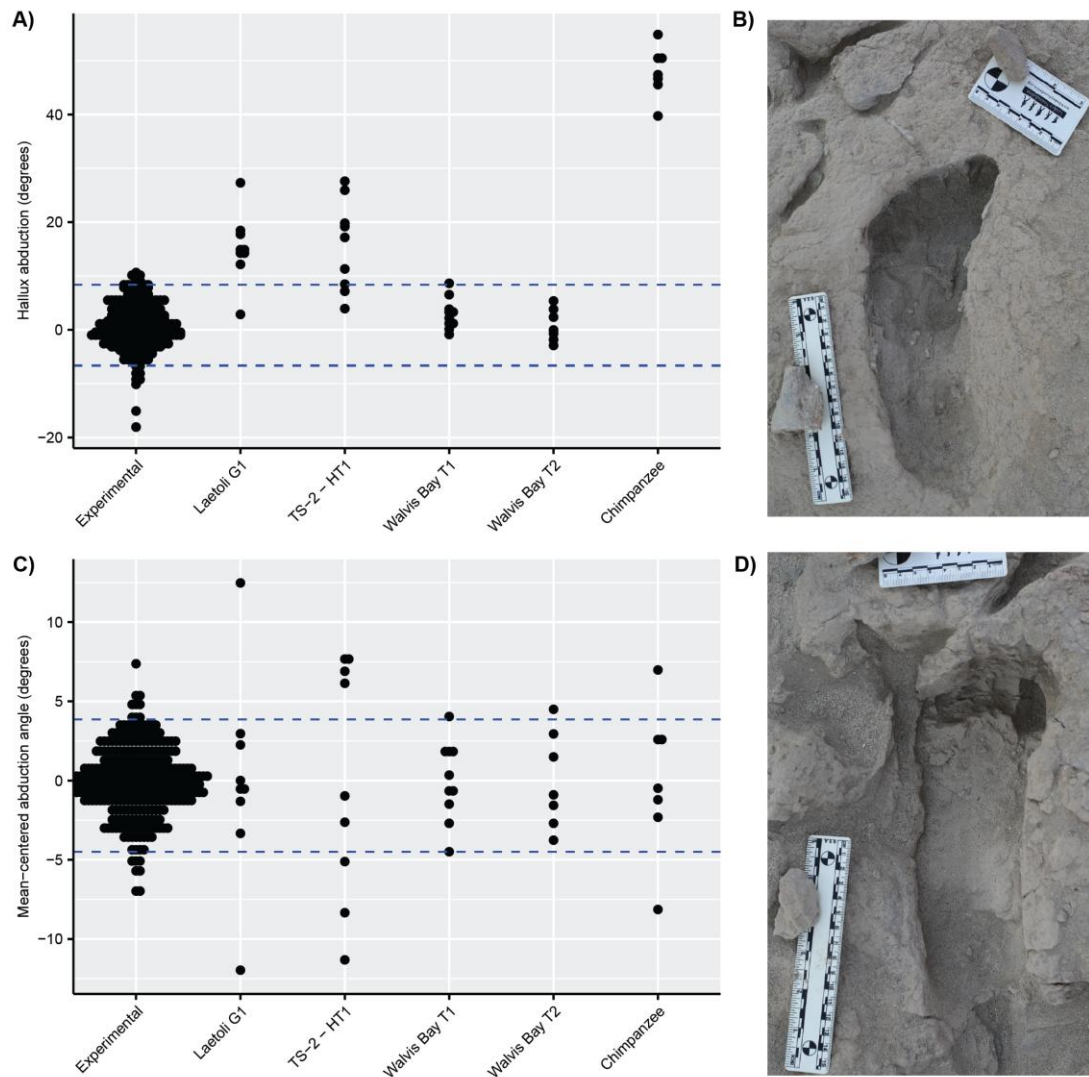 A)
Hallux abduction (degrees)
40
20
0
−20
Experimental
Laetoli G1
TS−2 − HT1
Walvis Bay T1
Walvis Bay T2
Chimpanzee
B)
C)
Mean−centered abduction angle (degrees)
10
5
0
−5
−10
Experimental
Laetoli G1
TS−2 − HT1
Walvis Bay T1
Walvis Bay T2
Chimpanzee
D)